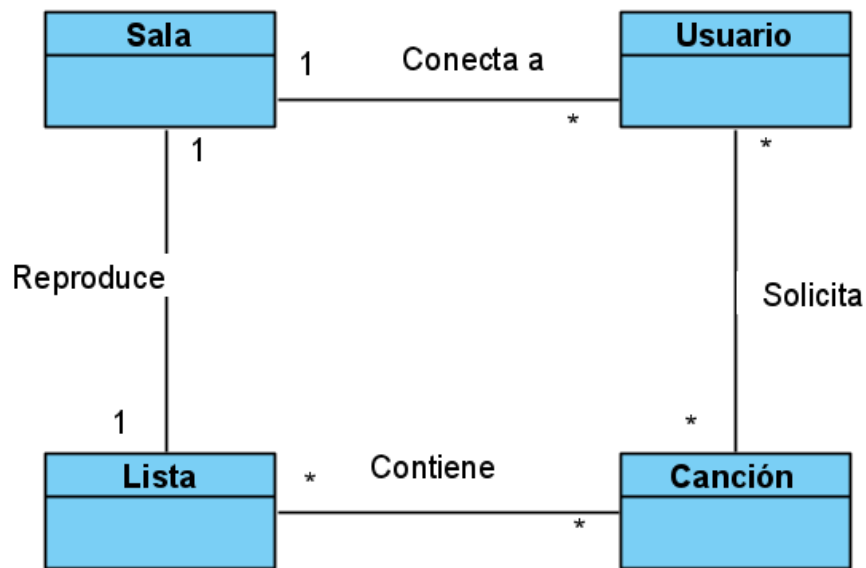 Sala
1
Conecta a
*
Usuario
1
*
Reproduce
Solicita
1
*
Lista
*
Contiene
*
Canción